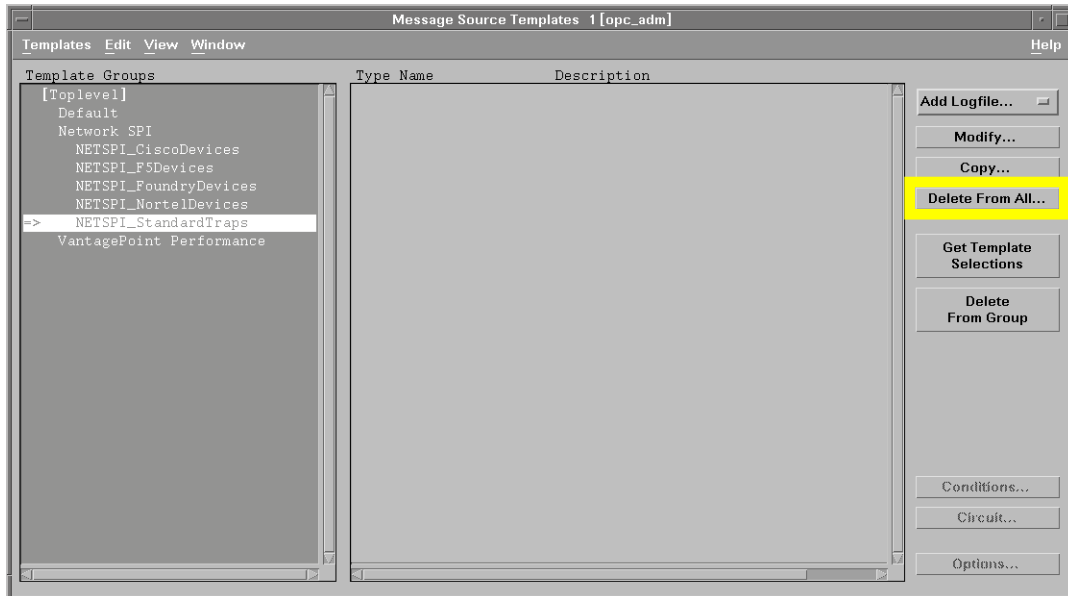 Message Source Templates 1 [opc_adm]
Templates Edit View Window Help
Template Groups
[Toplevel]
Default
Network SPI
NETSPI_CiscoDevices
NETSPI_F5Devices
NETSPI_FoundryDevices
NETSPI_NortelDevices
=> NETSPI_StandardTraps
VantagePoint Performance
Type Name Description
Add Logfile...
Modify...
Copy...
Delete From All...
Get Template
Selections
Delete
From Group
Conditions...
Circuit...
Options...